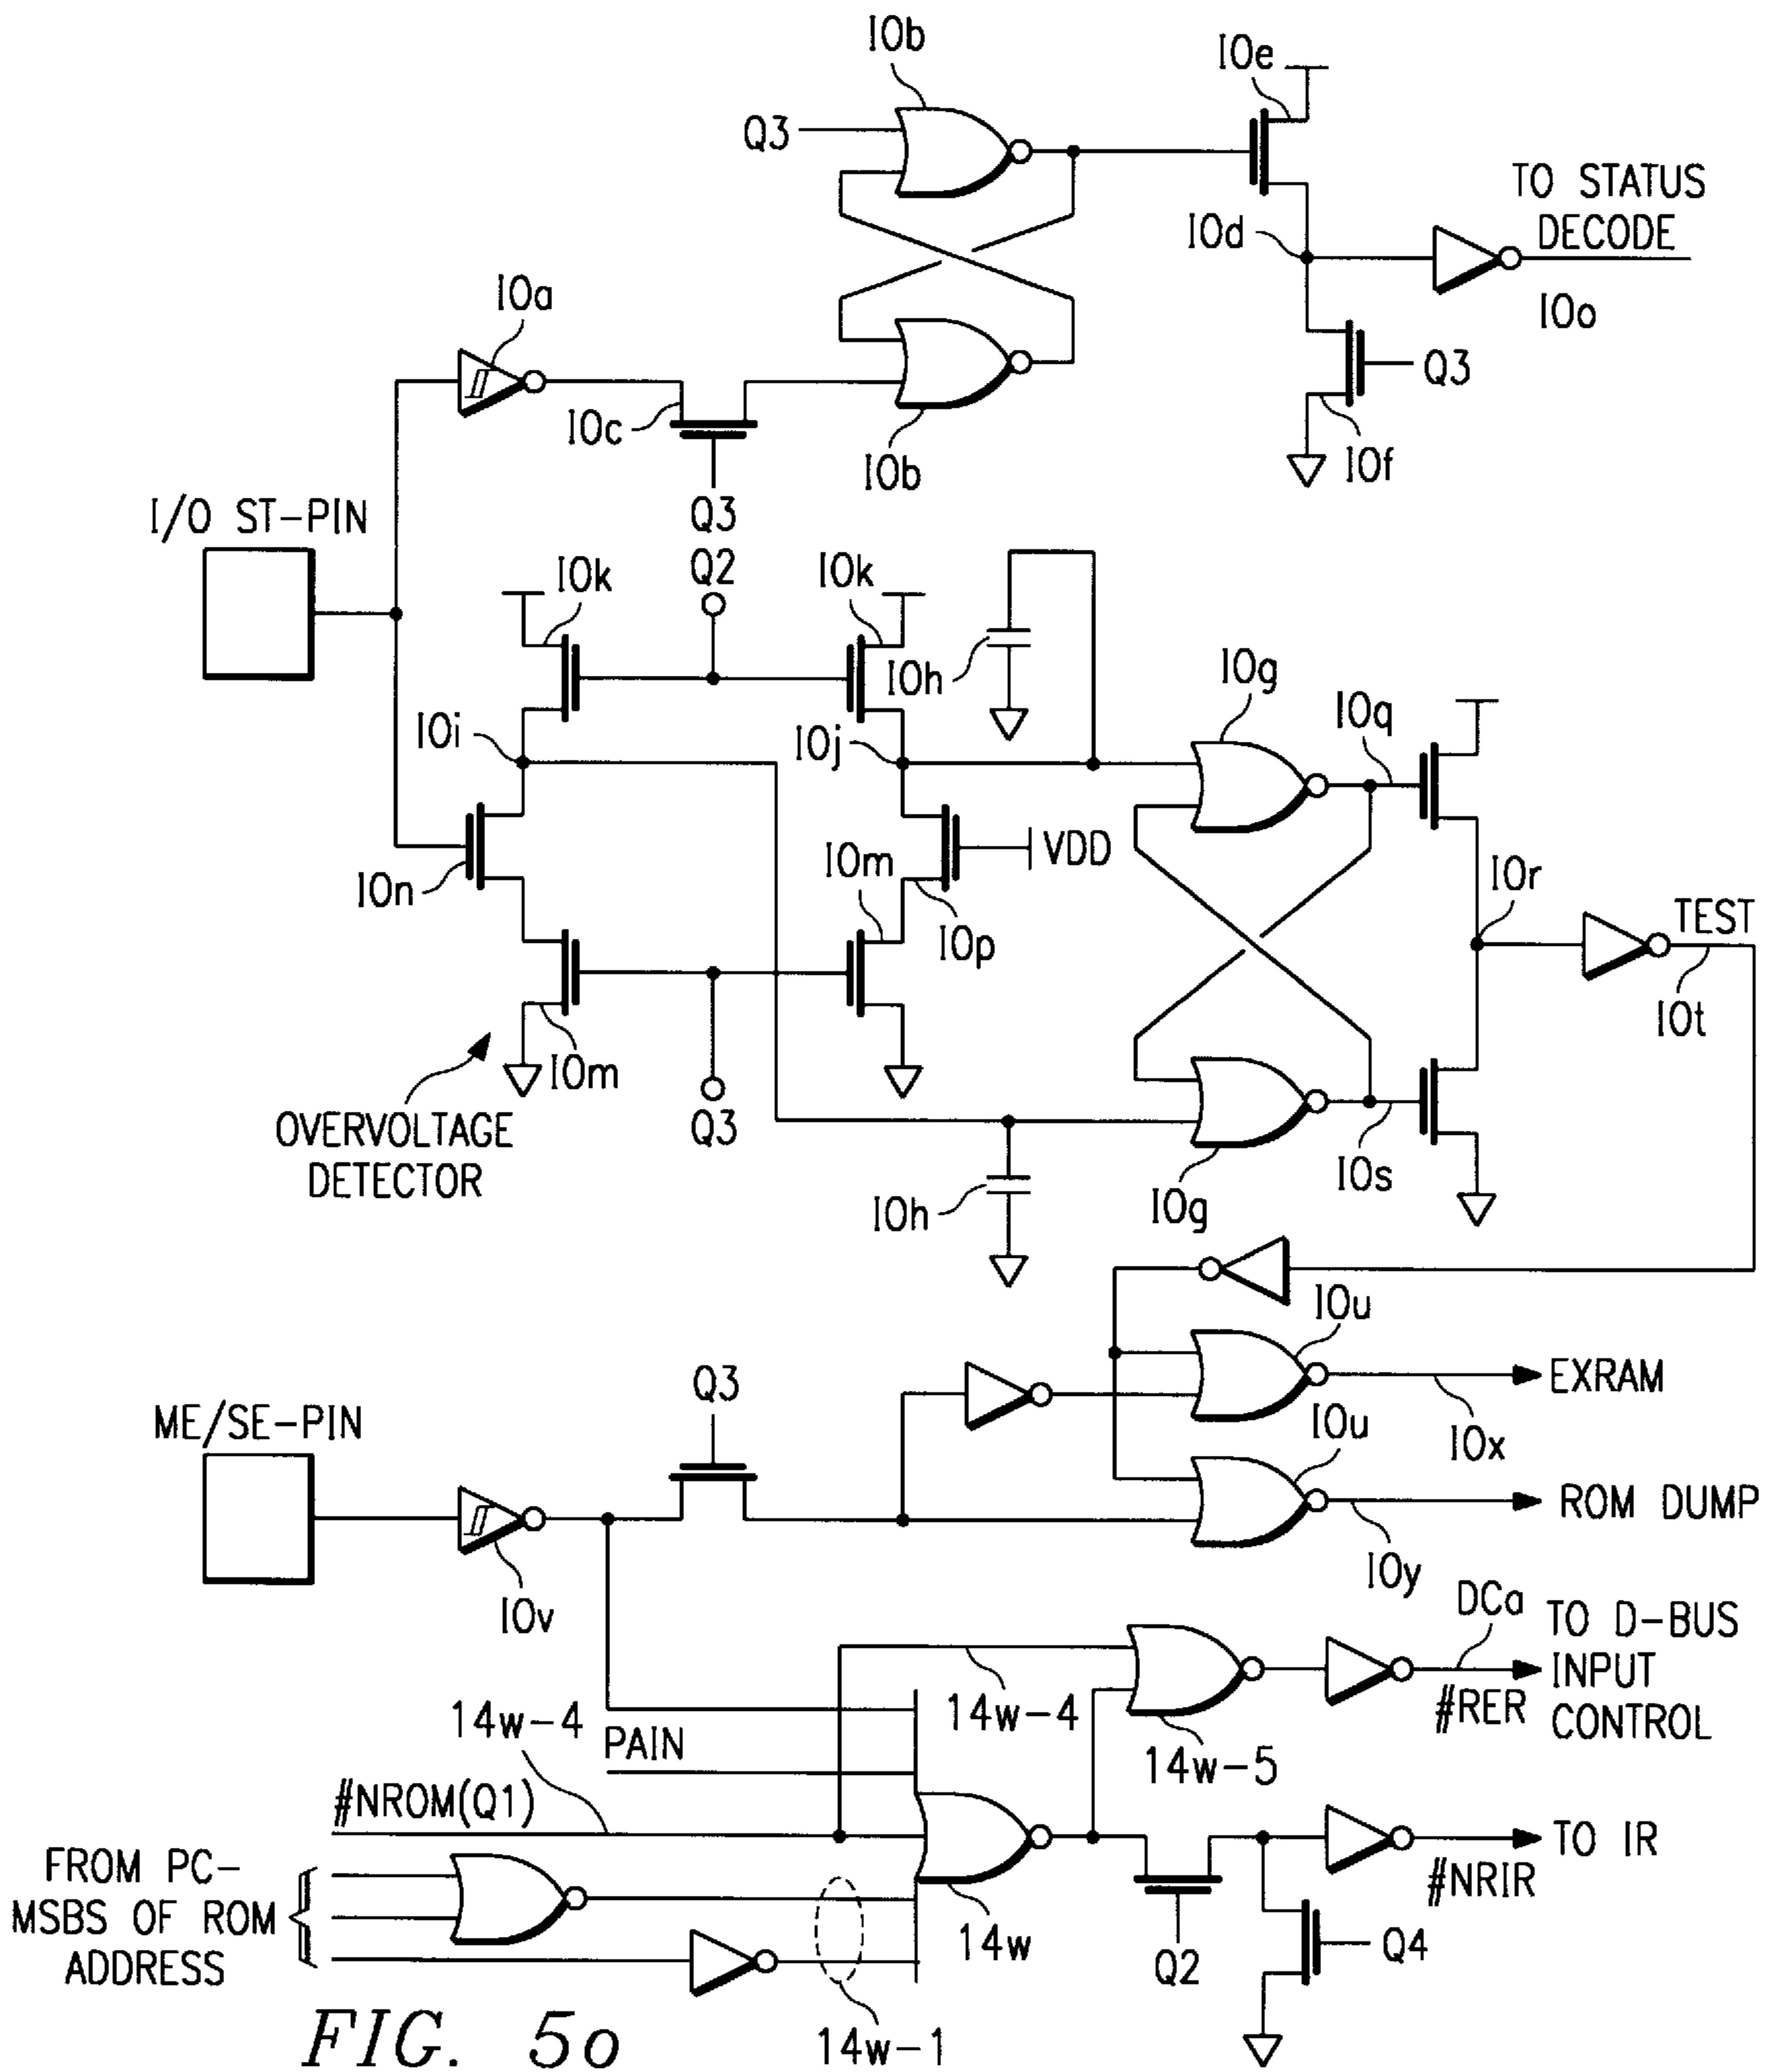 10b
10e
Q3
TO STATUS
DECODE
10d
10a
10o
Q3
10c
10b
10f
Q3
I/O ST-PIN
Q2
10k
10k
10h
10g
10q
10i
10j
VDD
10m
10n
10r
TEST
10p
10t
10m
Q3
OVERVOLTAGE
DETECTOR
10s
10h
10g
10u
Q3
EXRAM
ME/SE-PIN
10u
10x
ROM DUMP
10y
10v
DCa
TO D-BUS
INPUT
CONTROL
14w-4
14w-4
#RER
PAIN
14w-5
#NROM(Q1)
TO IR
FROM PC-
MSBS OF ROM
ADDRESS
#NRIR
14w
Q2
Q4
14w-1
FIG. 5o